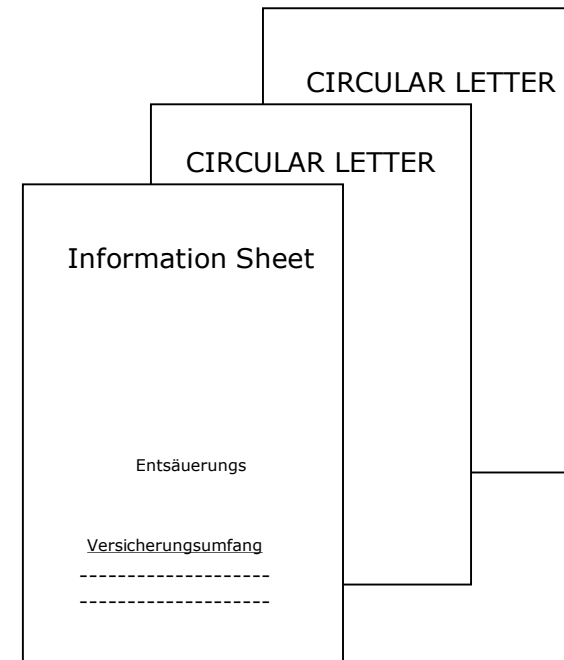 CIRCULAR LETTER
CIRCULAR LETTER
Information Sheet
Entsäuerungs
Versicherungsumfang
--------------------
--------------------